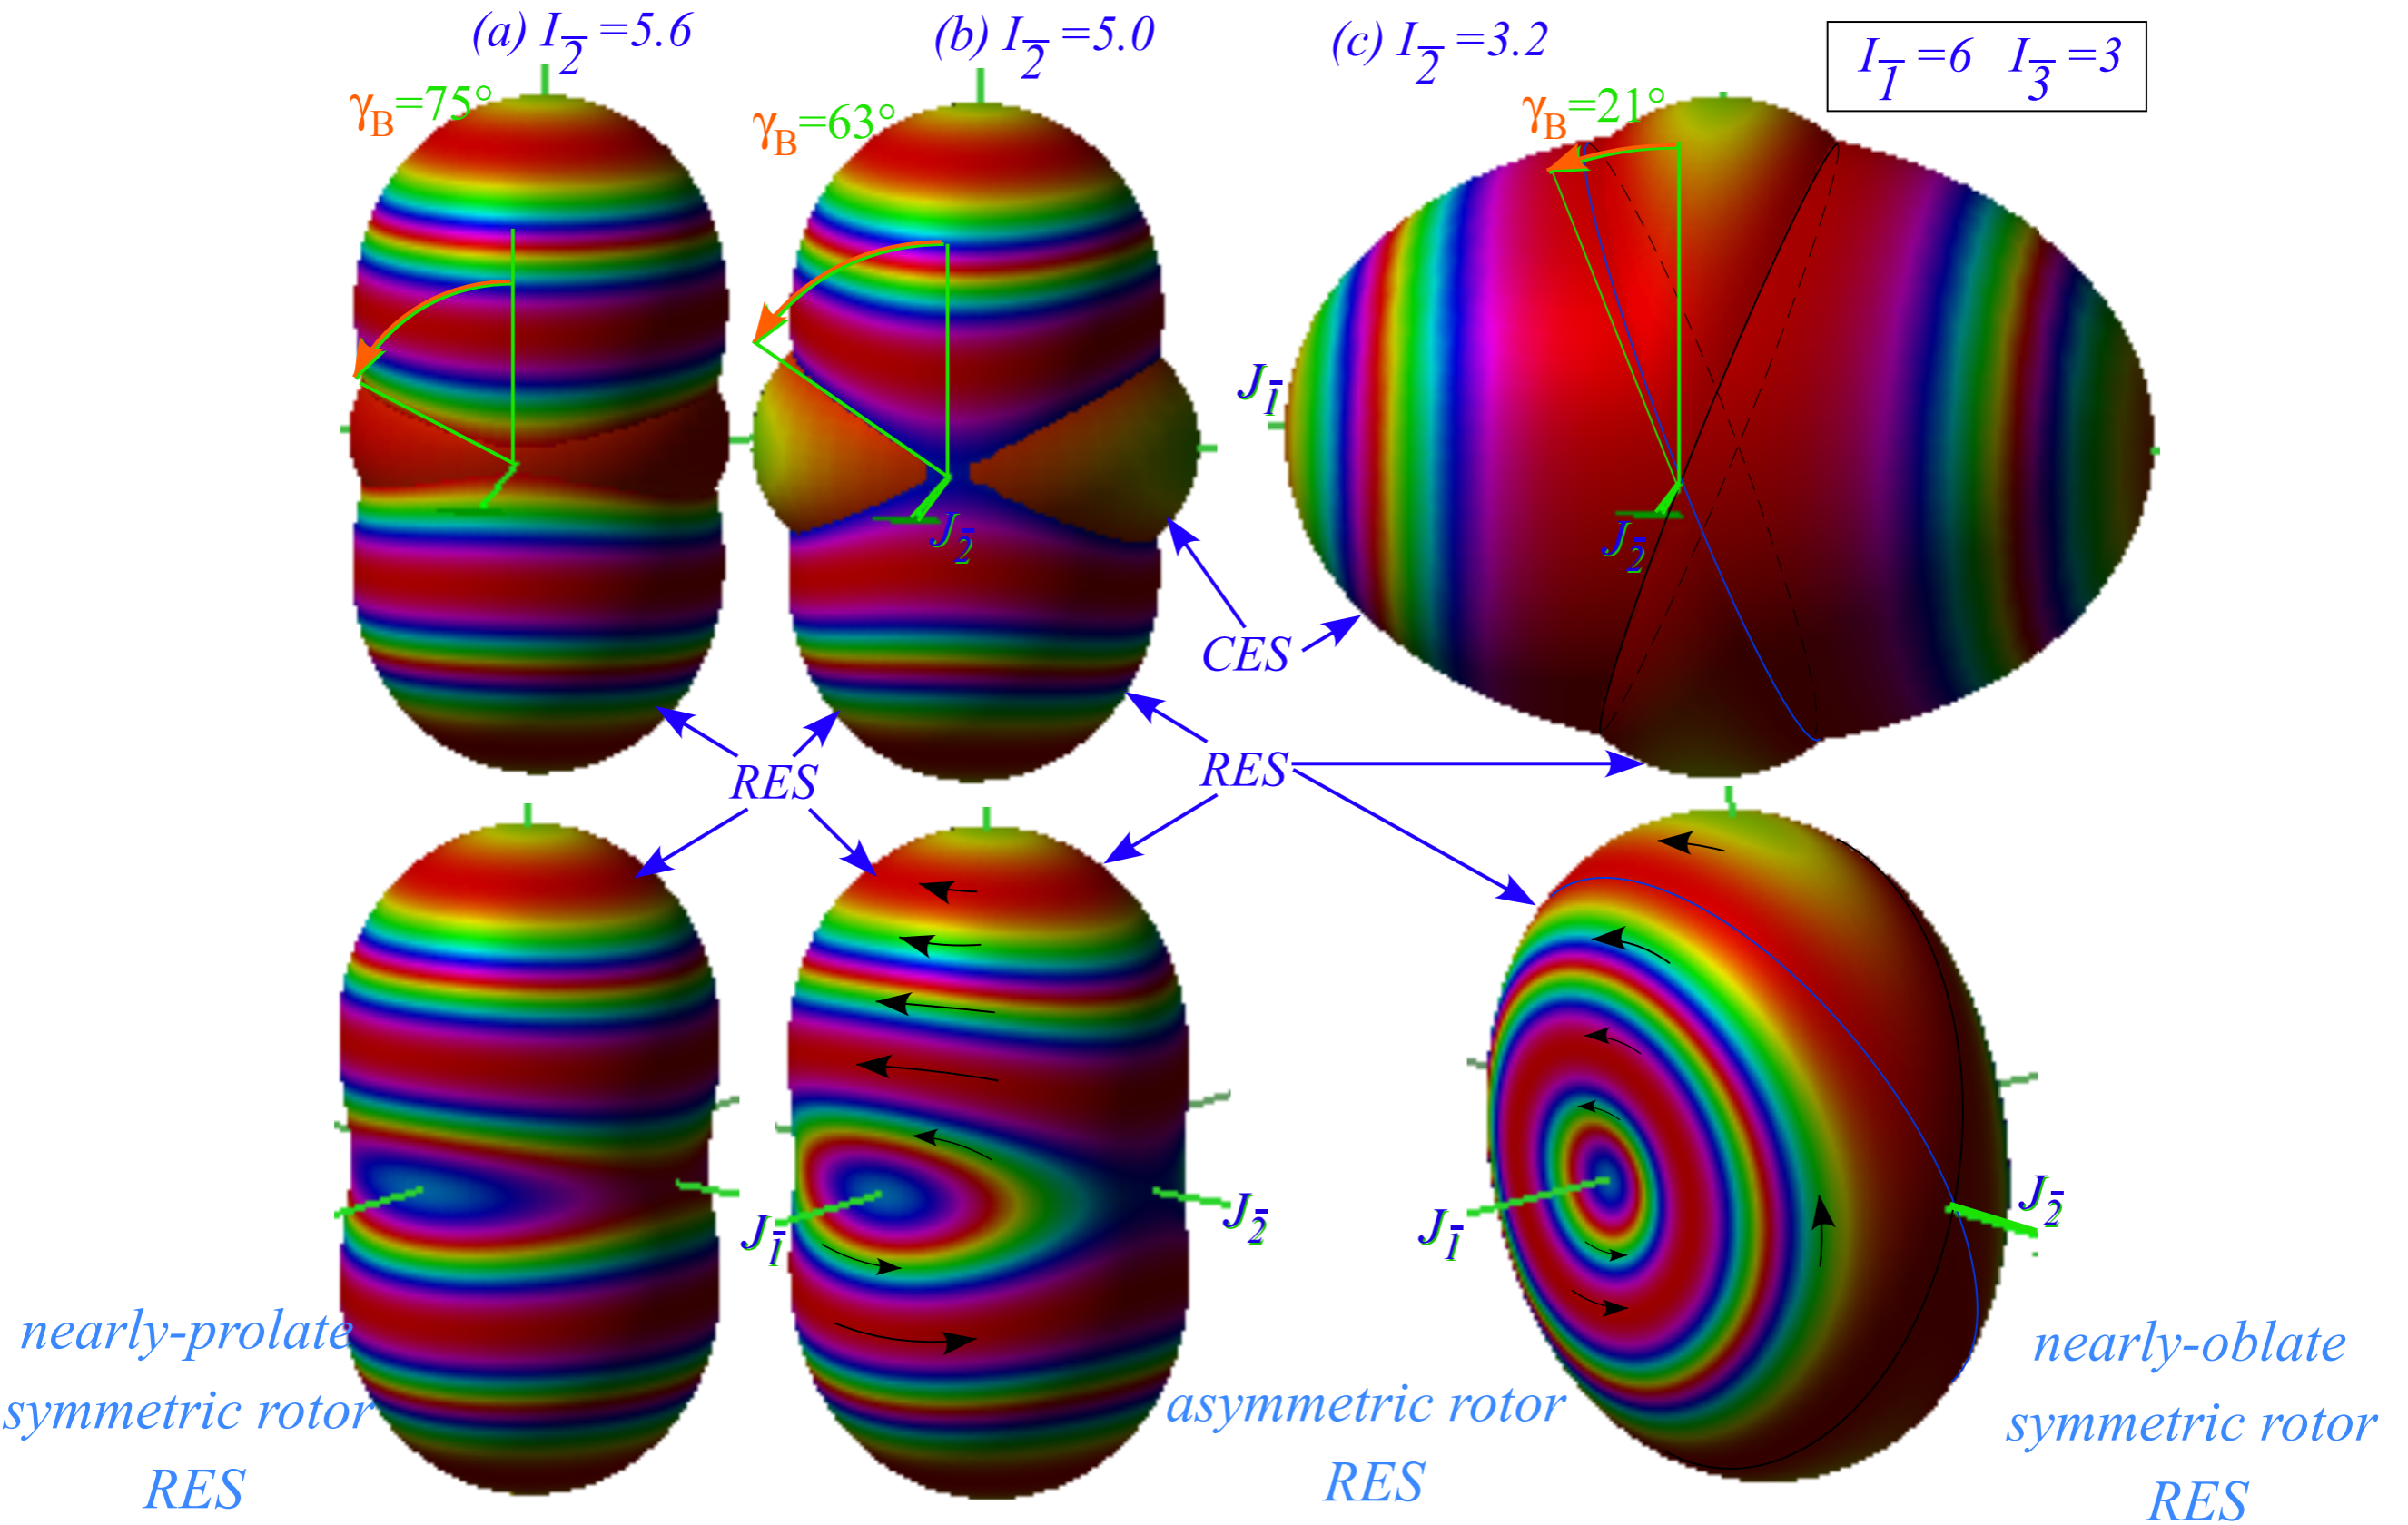 (a) I2̅ =5.6
(b) I2̅ =5.0
(c) I2̅ =3.2
I1̅ =6 I3̅ =3
γB=75°
γB=63°
γB=21°
J1̅
J2̅
J2̅
CES
RES
RES
J1̅
J2̅
J1̅
J2̅
nearly-prolate
symmetric rotor
RES
asymmetric rotor
RES
nearly-oblate
symmetric rotor
RES